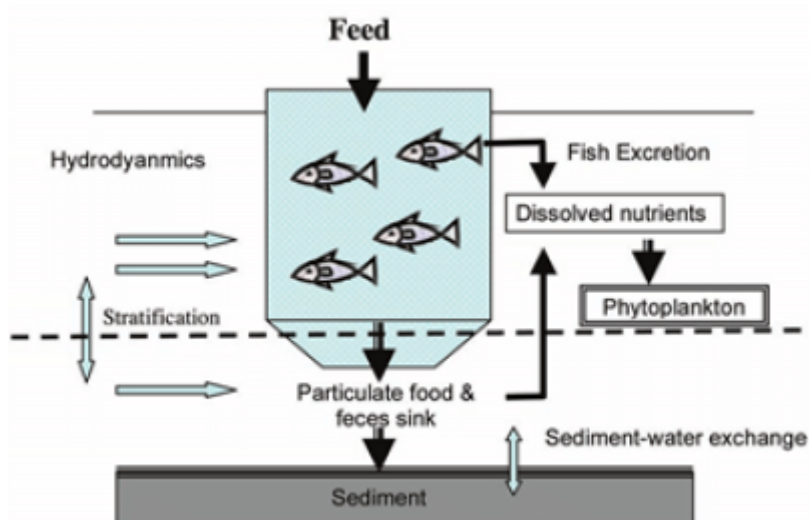 Feed
Hydrodyanmics
Fish Excretion
Dissolved nutrients
Phytoplankton
Stratification
Particulate food &
feces sink
Sediment-water exchange
Sediment